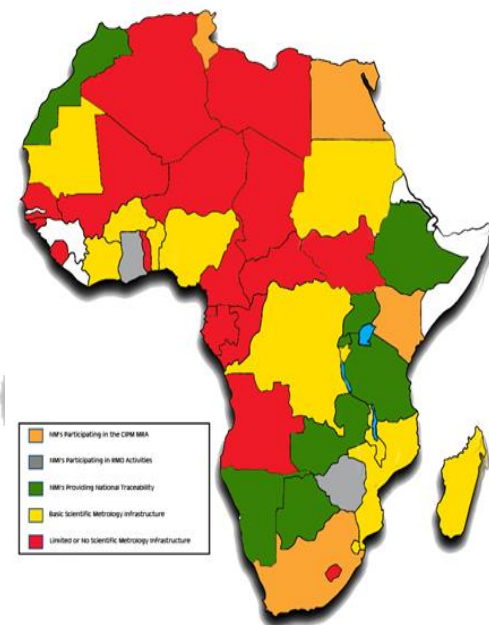 NMI's Participating in the CIPM MRA
NMI's Participating in RMO Activities
NMI's Providing National Traceability
Basic Scientific Metrology Infrastructure
Limited or No Scientific Metrology Infrastructure